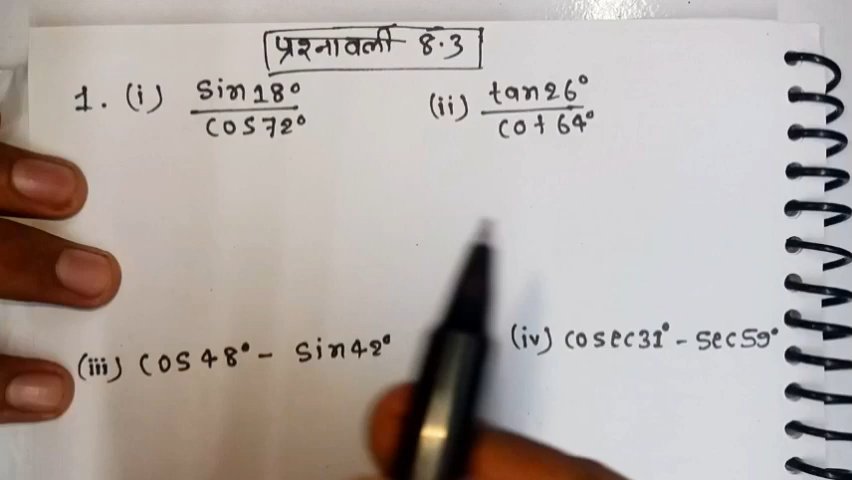 प्रश्नावली 8.3
1. (i) sin18°/cos72° (ii) tan26°/cot64°
(iii) cos48° - sin42° (iv) cosec31° - sec59°